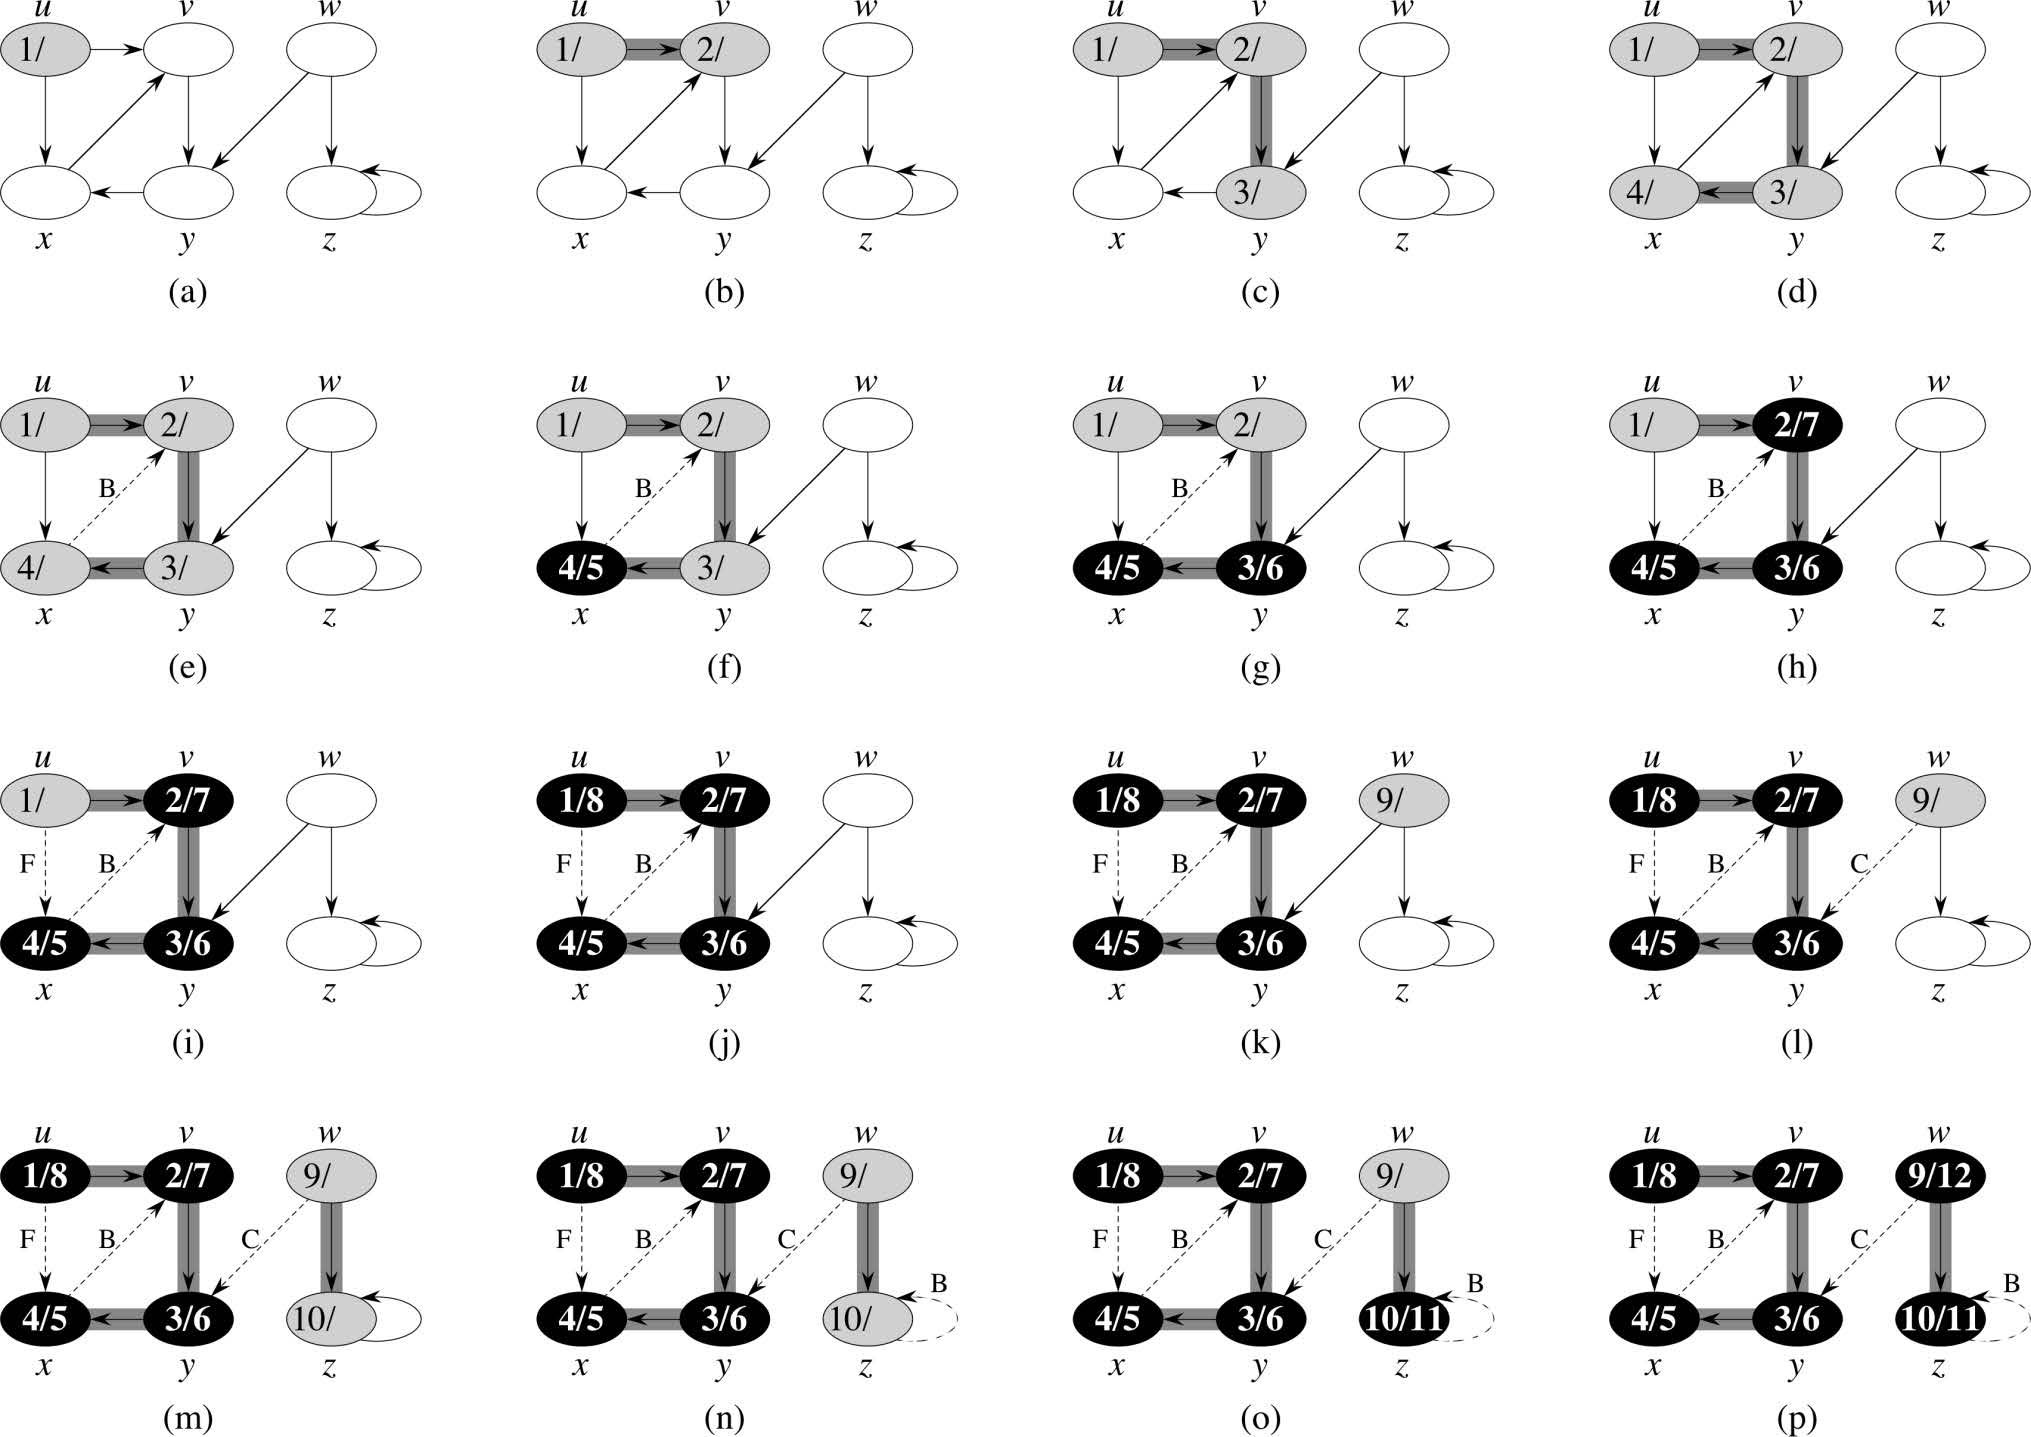 u v w u v w u v w u v w
1/ 1/ 2/ 1/ 2/ 1/ 2/
3/ 4/ 3/
x y z x y z x y z x y z
(a) (b) (c) (d)
u v w u v w u v w u v w
1/ 2/ 1/ 2/ 1/ 2/ 1/ 2/7
B B B B
4/ 3/ 4/5 3/ 4/5 3/6 4/5 3/6
x y z x y z x y z x y z
(e) (f) (g) (h)
u v w u v w u v w u v w
1/ 2/7 1/8 2/7 1/8 2/7 9/ 1/8 2/7 9/
F B F B F B F B C
4/5 3/6 4/5 3/6 4/5 3/6 4/5 3/6
x y z x y z x y z x y z
(i) (j) (k) (l)
u v w u v w u v w u v w
1/8 2/7 9/ 1/8 2/7 9/ 1/8 2/7 9/ 1/8 2/7 9/12
F B C F B C B F B C B F B C B
4/5 3/6 10/ 4/5 3/6 10/ 4/5 3/6 10/11 4/5 3/6 10/11
x y z x y z x y z x y z
(m) (n) (o) (p)